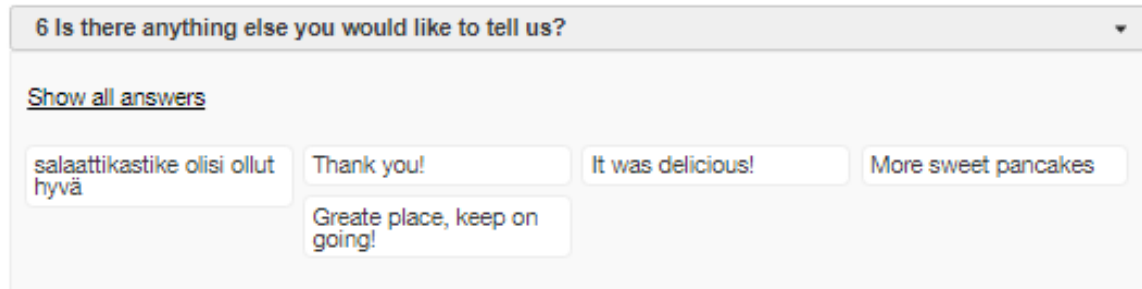 6 Is there anything else you would like to tell us?
Show all answers
salaattikastike olisi ollut
hyvä
Thank you!
It was delicious!
More sweet pancakes
Greate place, keep on
going!